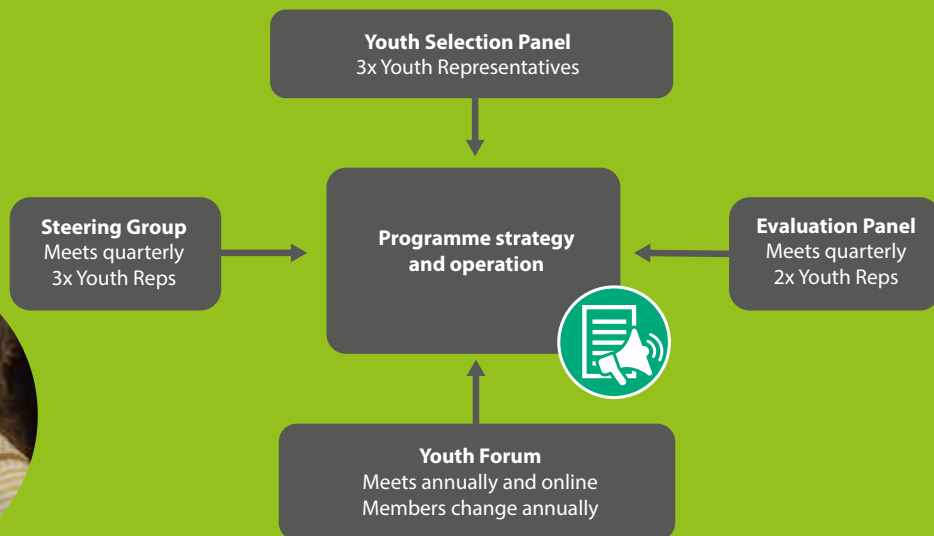 Youth Selection Panel
3x Youth Representatives
Steering Group
Meets quarterly
3x Youth Reps
Programme strategy
and operation
Evaluation Panel
Meets quarterly
2x Youth Reps
Youth Forum
Meets annually and online
Members change annually